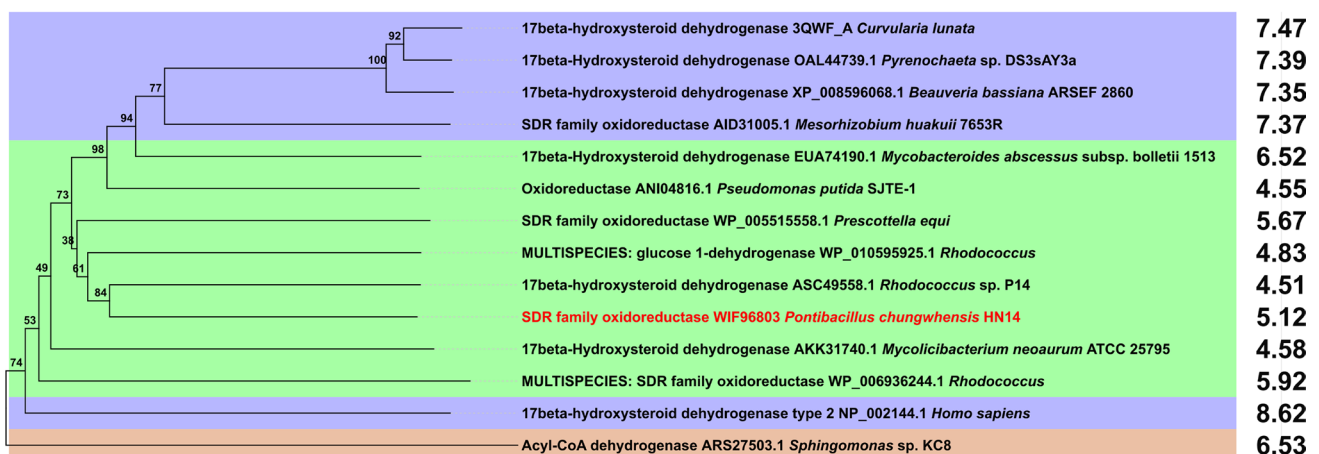 17beta-hydroxysteroid dehydrogenase 3QWF_A Curvularia lunata 7.47
92
17beta-Hydroxysteroid dehydrogenase OAL44739.1 Pyrenochaeta sp. DS3sAY3a 7.39
100
17beta-hydroxysteroid dehydrogenase XP_008596068.1 Beauveria bassiana ARSEF 2860 7.35
77
SDR family oxidoreductase AID31005.1 Mesorhizobium huakuii 7653R 7.37
94
17beta-Hydroxysteroid dehydrogenase EUA74190.1 Mycobacteroides abscessus subsp. bolletii 1513 6.52
98
Oxidoreductase ANI04816.1 Pseudomonas putida SJTE-1 4.55
73
SDR family oxidoreductase WP_005515558.1 Prescottella equi 5.67
38
MULTISPECIES: glucose 1-dehydrogenase WP_010595925.1 Rhodococcus 4.83
49
61
17beta-hydroxysteroid dehydrogenase ASC49558.1 Rhodococcus sp. P14 4.51
84
SDR family oxidoreductase WIF96803 Pontibacillus chungwhensis HN14 5.12
53
17beta-Hydroxysteroid dehydrogenase AKK31740.1 Mycolicibacterium neoaurum ATCC 25795 4.58
74
MULTISPECIES: SDR family oxidoreductase WP_006936244.1 Rhodococcus 5.92
17beta-hydroxysteroid dehydrogenase type 2 NP_002144.1 Homo sapiens 8.62
Acyl-CoA dehydrogenase ARS27503.1 Sphingomonas sp. KC8 6.53